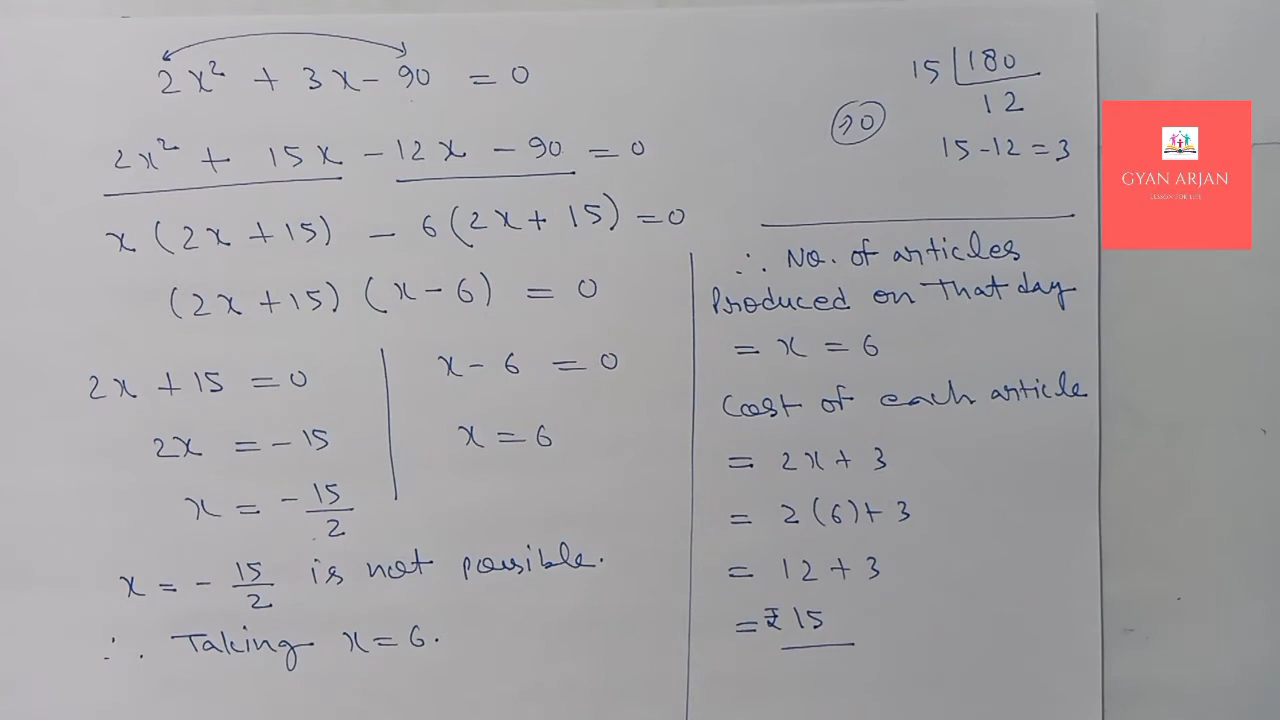 2x² + 3x - 90 = 0
2x² + 15x - 12x - 90 = 0
x (2x + 15) - 6 (2x + 15) = 0
(2x + 15) (x - 6) = 0
2x + 15 = 0
2x = - 15
x = - 15/2
x - 6 = 0
x = 6
x = - 15/2 is not possible.
∴ Taking x = 6.
15 | 180
12
15 - 12 = 3
∴ No. of articles
Produced on That day
= x = 6
Cost of each article
= 2x + 3
= 2 (6) + 3
= 12 + 3
= ₹ 15
GYAN ARJAN